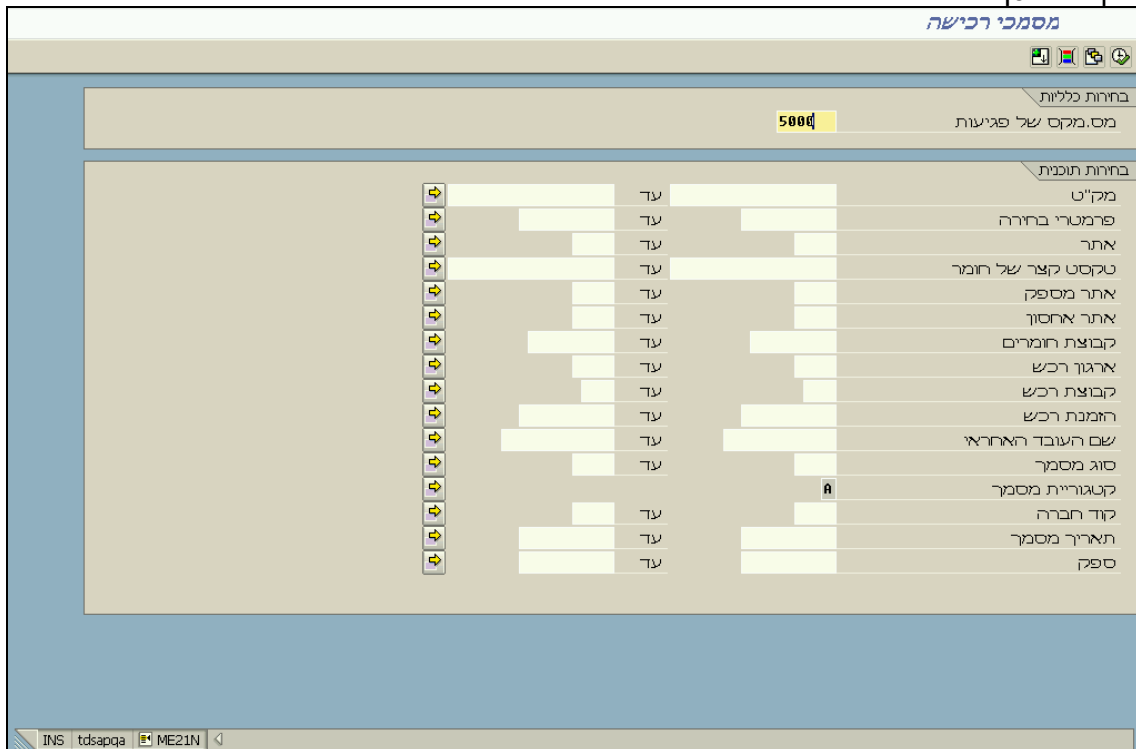 מסמכי רכישה
בחירות כלליות
מס.מקס של פגיעות 5000
בחירות תוכנית
מק"ט עד
פרמטרי בחירה עד
אתר עד
טקסט קצר של חומר עד
אתר מספק עד
אתר אחסון עד
קבוצת חומרים עד
ארגון רכש עד
קבוצת רכש עד
הזמנת רכש עד
שם העובד האחראי עד
סוג מסמך עד
קטגוריית מסמך A
קוד חברה עד
תאריך מסמך עד
ספק עד
INS tdsapqa ME21N